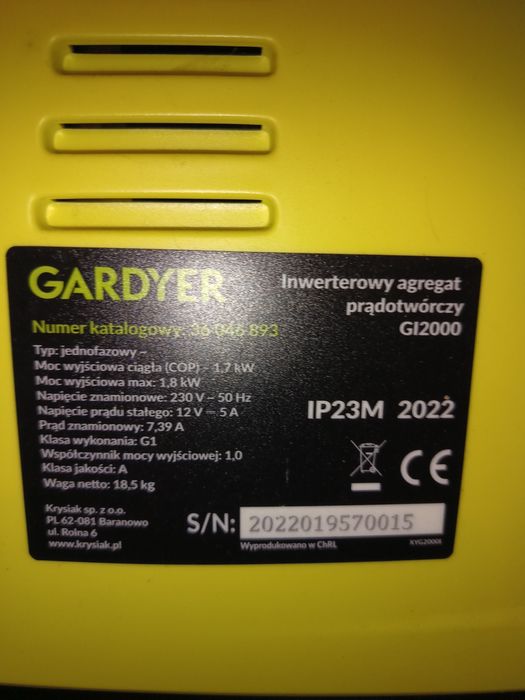 GARDYER
Inwerterowy agregat
prądotwórczy
GI2000
Numer katalogowy: 36 046 893
Typ: jednofazowy ~
Moc wyjściowa ciągła (COP) - 1,7 kW
Moc wyjściowa max: 1,8 kW
Napięcie znamionowe: 230 V ~ 50 Hz
Napięcie prądu stałego: 12 V ⎓ 5 A
Prąd znamionowy: 7,39 A
Klasa wykonania: G1
Współczynnik mocy wyjściowej: 1,0
Klasa jakości: A
Waga netto: 18,5 kg
IP23M 2022
CE
Krysiak sp. z o.o.
PL 62-081 Baranowo
ul. Rolna 6
www.krysiak.pl
S/N: 2022019570015
Wyprodukowano w ChRL